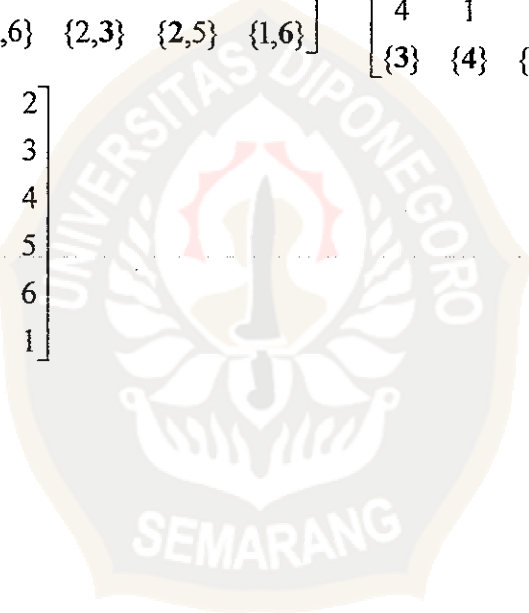 ,6} {2,3} {2,5} {1,6}]
[4 1
{3} {4} {
2
3
4
5
6
1
UNIVERSITAS DIPONEGORO
SEMARANG